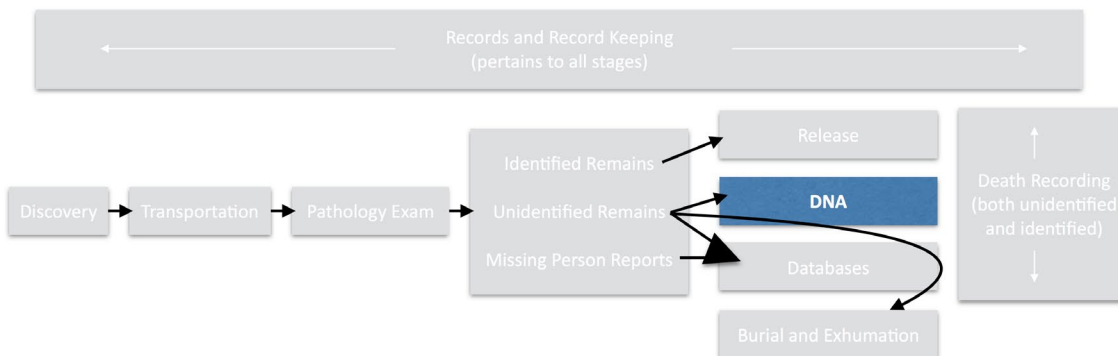 Records and Record Keeping
(pertains to all stages)
Discovery
Transportation
Pathology Exam
Identified Remains
Unidentified Remains
Missing Person Reports
Release
DNA
Databases
Burial and Exhumation
Death Recording
(both unidentified
and identified)